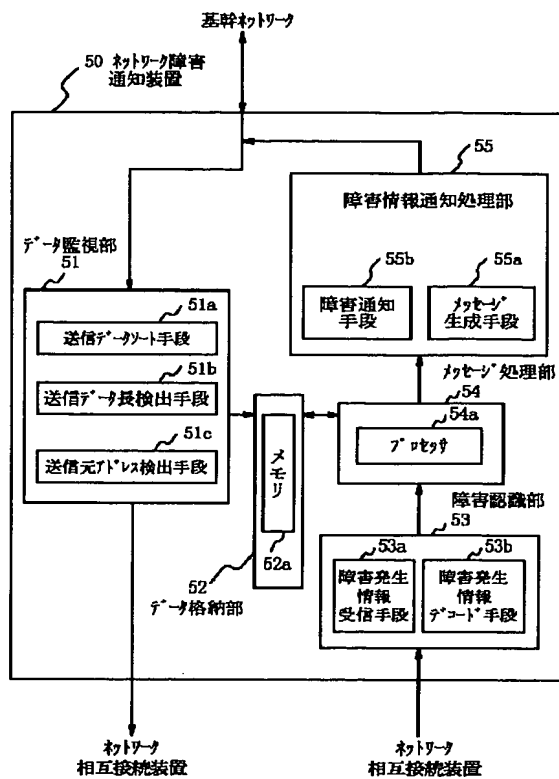 基幹ネットワーク
50 ネットワーク障害
通知装置
55
障害情報通知処理部
55b
障害通知
手段
55a
メッセージ
生成手段
データ監視部
51
51a
送信データソート手段
51b
送信データ長検出手段
51c
送信元アドレス検出手段
メッセージ処理部
54
54a
プロセッサ
メモリ
52a
52
データ格納部
障害認識部
53
53a
障害発生
情報
受信手段
53b
障害発生
情報
デコード手段
ネットワーク
相互接続装置
ネットワーク
相互接続装置